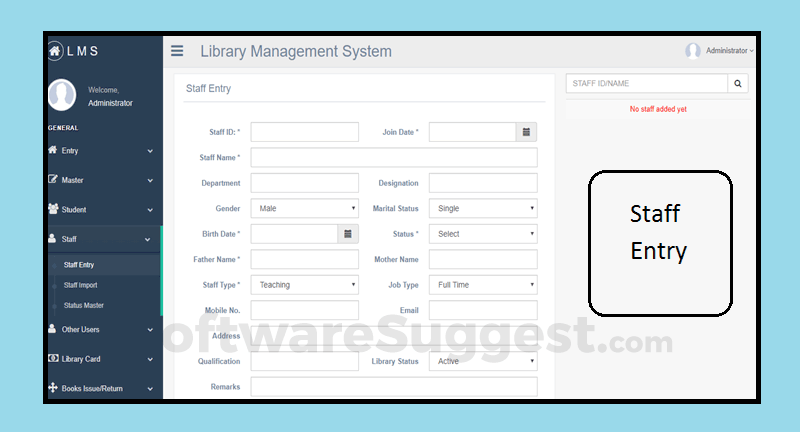 LMS
Library Management System
Administrator
Welcome,
Administrator
GENERAL
Entry
Master
Student
Staff
Staff Entry
Staff Import
Status Master
Other Users
Library Card
Books Issue/Return
Staff Entry
Staff ID: *
Join Date *
Staff Name *
Department
Designation
Gender
Male
Marital Status
Single
Birth Date *
Status *
Select
Father Name *
Mother Name
Staff Type *
Teaching
Job Type
Full Time
Mobile No.
Email
Address
Qualification
Library Status
Active
Remarks
STAFF ID/NAME
No staff added yet
Staff
Entry
oftwareSuggest.com